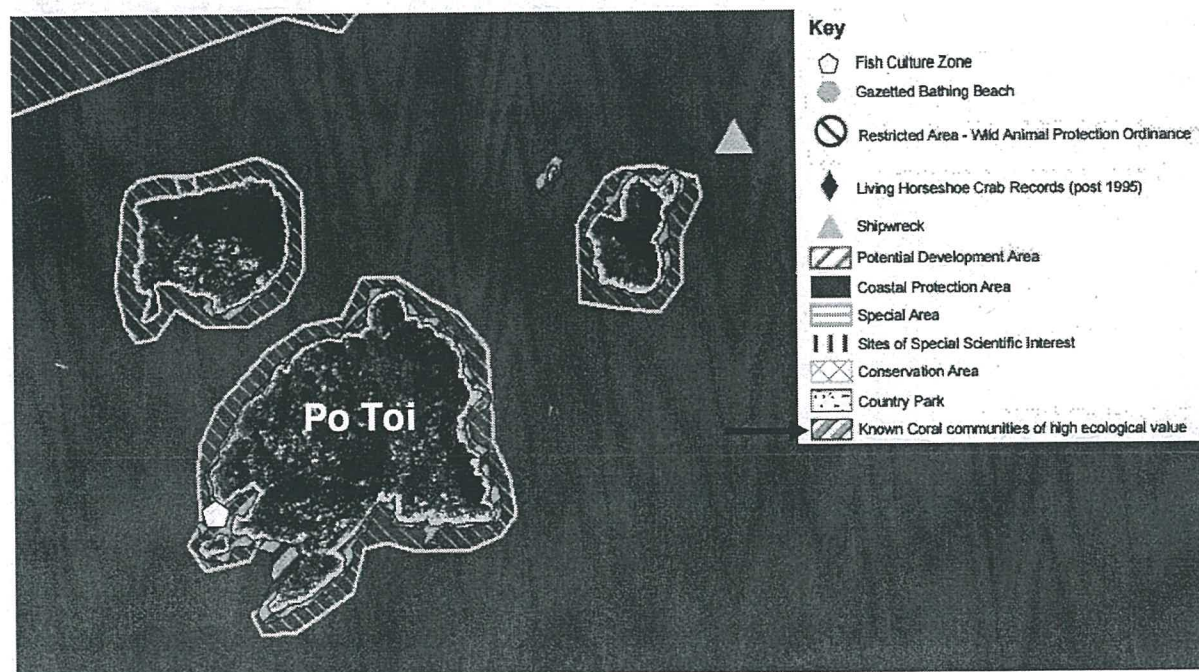 Key
Fish Culture Zone
Gazetted Bathing Beach
Restricted Area - Wild Animal Protection Ordinance
Living Horseshoe Crab Records (post 1995)
Shipwreck
Potential Development Area
Coastal Protection Area
Special Area
Sites of Special Scientific Interest
Conservation Area
Country Park
Known Coral communities of high ecological value
Po Toi